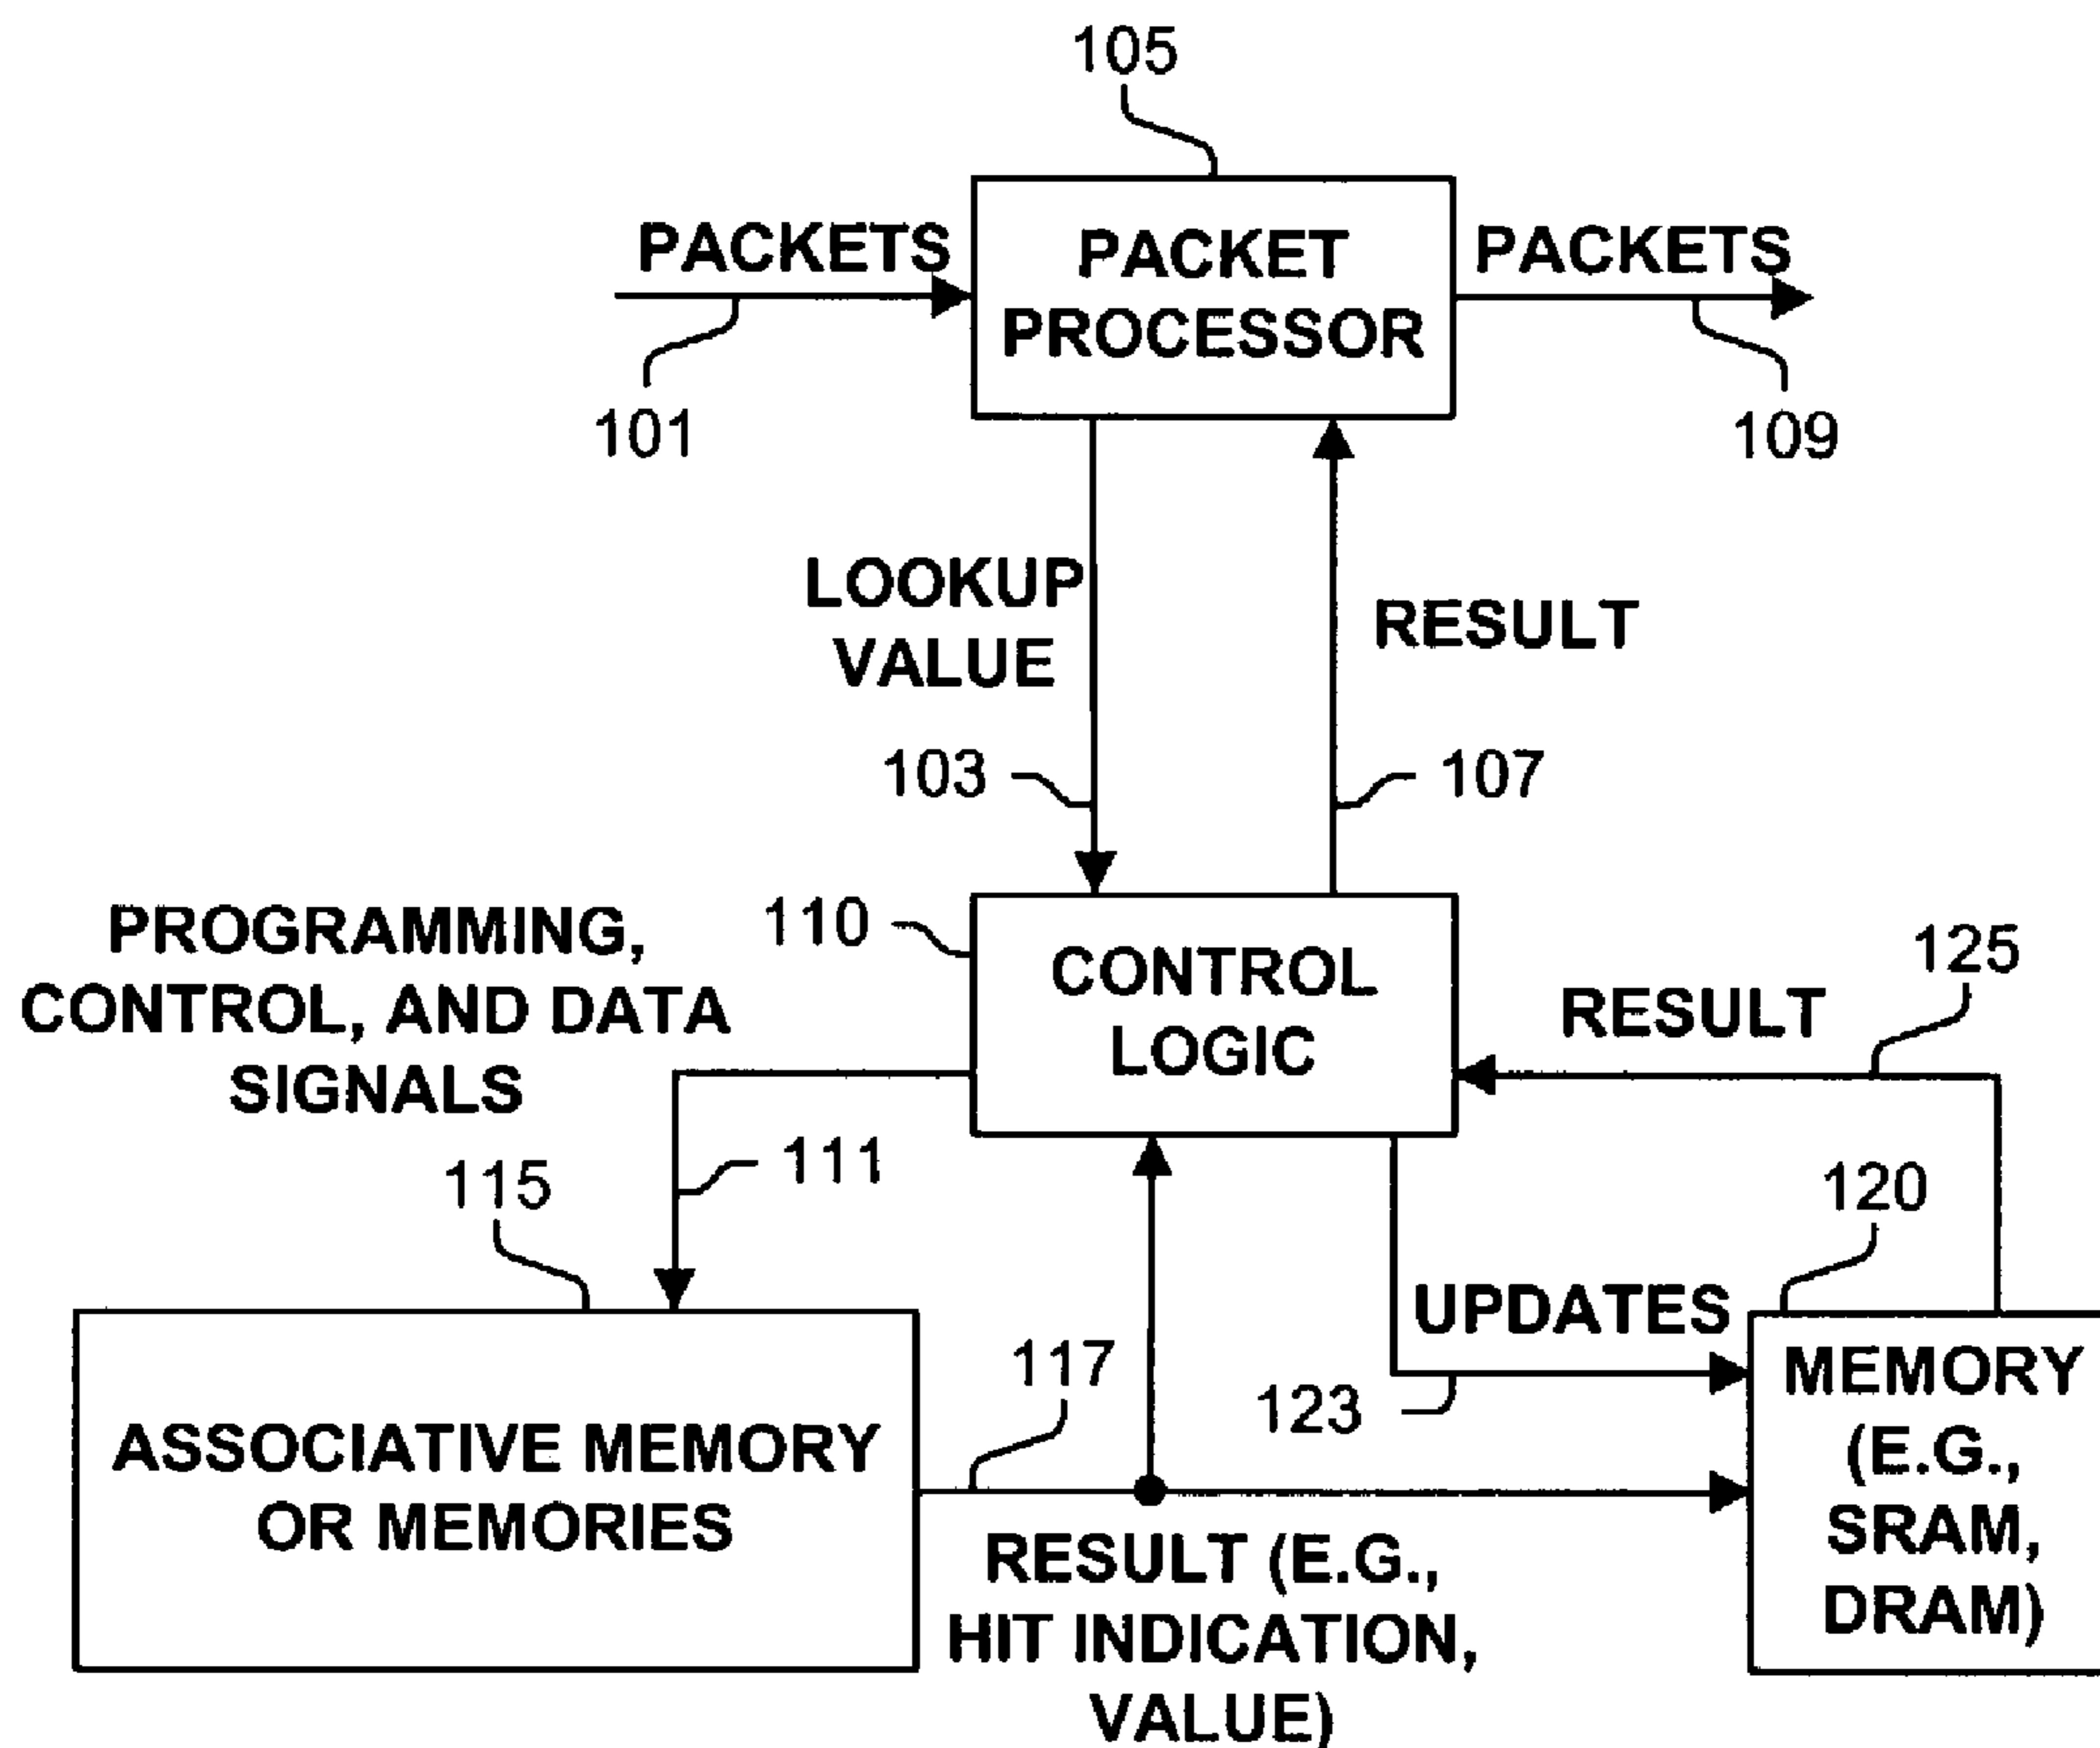 105
PACKETS
PACKET
PROCESSOR
PACKETS
101
109
LOOKUP
VALUE
RESULT
103
107
PROGRAMMING,
CONTROL, AND DATA
SIGNALS
110
CONTROL
LOGIC
125
RESULT
111
115
120
UPDATES
117
123
ASSOCIATIVE MEMORY
OR MEMORIES
MEMORY
(E.G.,
SRAM,
DRAM)
RESULT (E.G.,
HIT INDICATION,
VALUE)